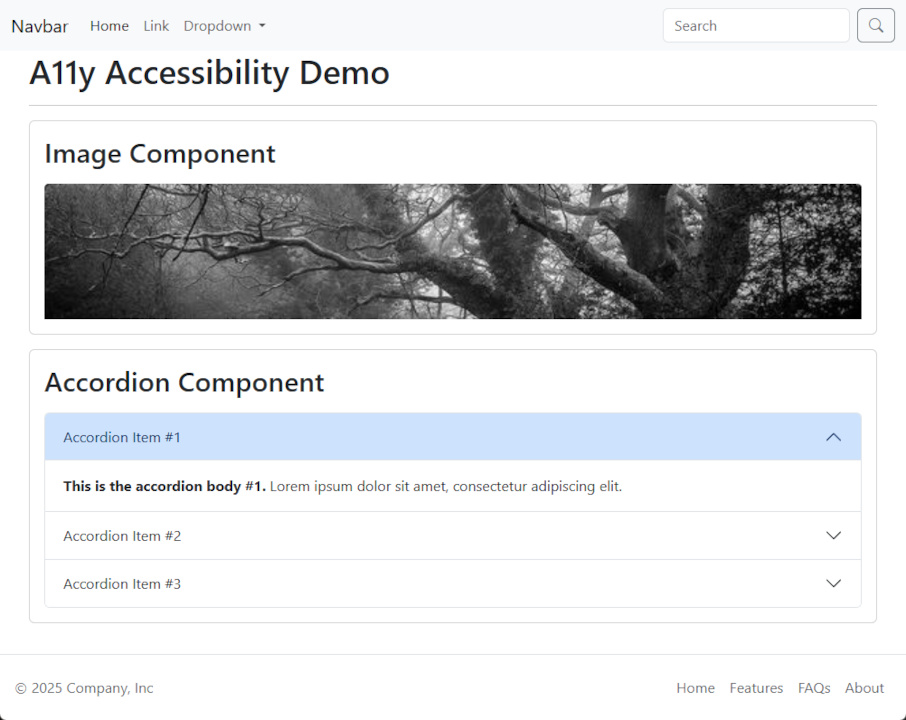 Navbar Home Link Dropdown Search
A11y Accessibility Demo
Image Component
Accordion Component
Accordion Item #1
This is the accordion body #1. Lorem ipsum dolor sit amet, consectetur adipiscing elit.
Accordion Item #2
Accordion Item #3
© 2025 Company, Inc Home Features FAQs About